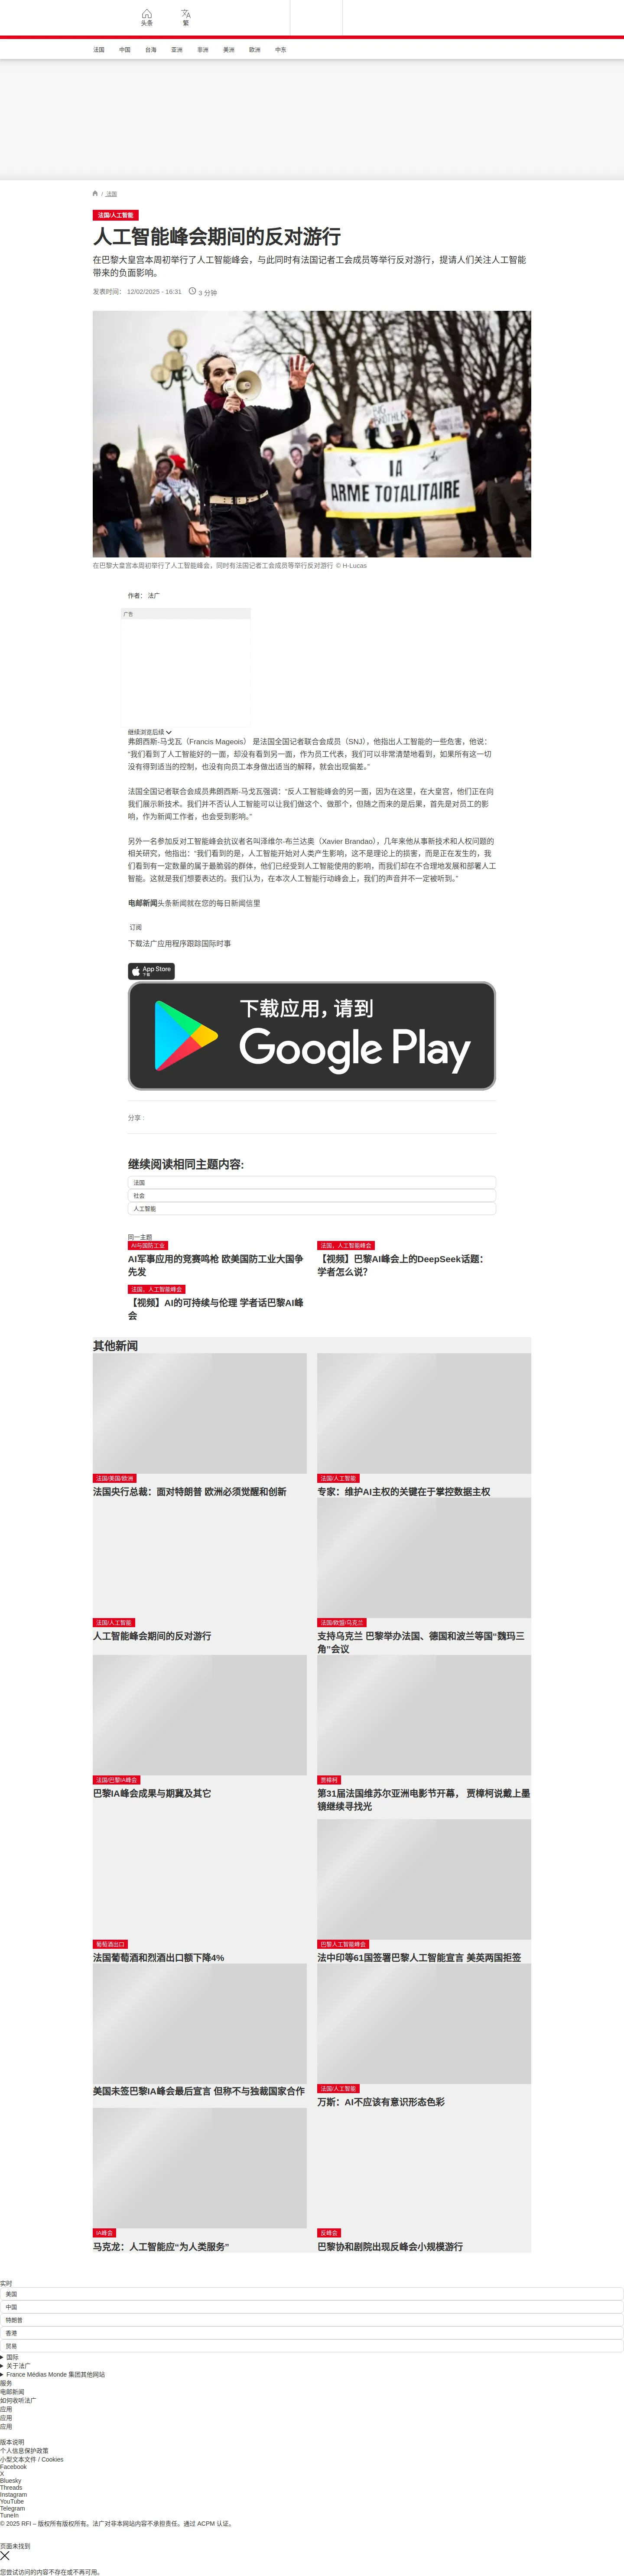 头条
繁
法国
中国
台海
亚洲
非洲
美洲
欧洲
中东
/ 法国
法国/人工智能
人工智能峰会期间的反对游行
在巴黎大皇宫本周初举行了人工智能峰会，与此同时有法国记者工会成员等举行反对游行，提请人们关注人工智能
带来的负面影响。
发表时间： 12/02/2025 - 16:31
3 分钟
BIG
BROTHER
IA
ARME TOTALITAIRE
在巴黎大皇宫本周初举行了人工智能峰会，同时有法国记者工会成员等举行反对游行 © H-Lucas
作者： 法广
广告
继续浏览后续
弗朗西斯-马戈瓦（Francis Mageois） 是法国全国记者联合会成员（SNJ），他指出人工智能的一些危害，他说：
“我们看到了人工智能好的一面，却没有看到另一面，作为员工代表，我们可以非常清楚地看到，如果所有这一切
没有得到适当的控制，也没有向员工本身做出适当的解释，就会出现偏差。”
法国全国记者联合会成员弗朗西斯-马戈瓦强调：“反人工智能峰会的另一面，因为在这里，在大皇宫，他们正在向
我们展示新技术。我们并不否认人工智能可以让我们做这个、做那个，但随之而来的是后果，首先是对员工的影
响，作为新闻工作者，也会受到影响。”
另外一名参加反对工智能峰会抗议者名叫泽维尔-布兰达奥（Xavier Brandao），几年来他从事新技术和人权问题的
相关研究，他指出：“我们看到的是，人工智能开始对人类产生影响，这不是理论上的损害，而是正在发生的，我
们看到有一定数量的属于最脆弱的群体，他们已经受到人工智能使用的影响，而我们却在不合理地发展和部署人工
智能。这就是我们想要表达的。我们认为，在本次人工智能行动峰会上，我们的声音并不一定被听到。”
电邮新闻头条新闻就在您的每日新闻信里
订阅
下载法广应用程序跟踪国际时事
App Store
下载
下载应用，请到
Google Play
分享 :
继续阅读相同主题内容:
法国
社会
人工智能
同一主题
AI与国防工业
AI军事应用的竞赛鸣枪 欧美国防工业大国争
先发
法国，人工智能峰会
【视频】巴黎AI峰会上的DeepSeek话题：
学者怎么说？
法国，人工智能峰会
【视频】AI的可持续与伦理 学者话巴黎AI峰
会
其他新闻
法国/美国/欧洲
法国央行总裁：面对特朗普 欧洲必须觉醒和创新
法国/人工智能
专家：维护AI主权的关键在于掌控数据主权
法国/人工智能
人工智能峰会期间的反对游行
法国/欧盟/乌克兰
支持乌克兰 巴黎举办法国、德国和波兰等国“魏玛三
角”会议
法国/巴黎IA峰会
巴黎IA峰会成果与期冀及其它
贾樟柯
第31届法国维苏尔亚洲电影节开幕， 贾樟柯说戴上墨
镜继续寻找光
葡萄酒出口
法国葡萄酒和烈酒出口额下降4%
巴黎人工智能峰会
法中印等61国签署巴黎人工智能宣言 美英两国拒签
美国未签巴黎IA峰会最后宣言 但称不与独裁国家合作
法国/人工智能
万斯：AI不应该有意识形态色彩
IA峰会
马克龙：人工智能应“为人类服务”
反峰会
巴黎协和剧院出现反峰会小规模游行
实时
美国
中国
特朗普
香港
贸易
国际
关于法广
France Médias Monde 集团其他网站
服务
电邮新闻
如何收听法广
应用
应用
应用
版本说明
个人信息保护政策
小型文本文件 / Cookies
Facebook
X
Bluesky
Threads
Instagram
YouTube
Telegram
TuneIn
© 2025 RFI – 版权所有版权所有。法广对非本网站内容不承担责任。通过 ACPM 认证。
页面未找到
您尝试访问的内容不存在或不再可用。